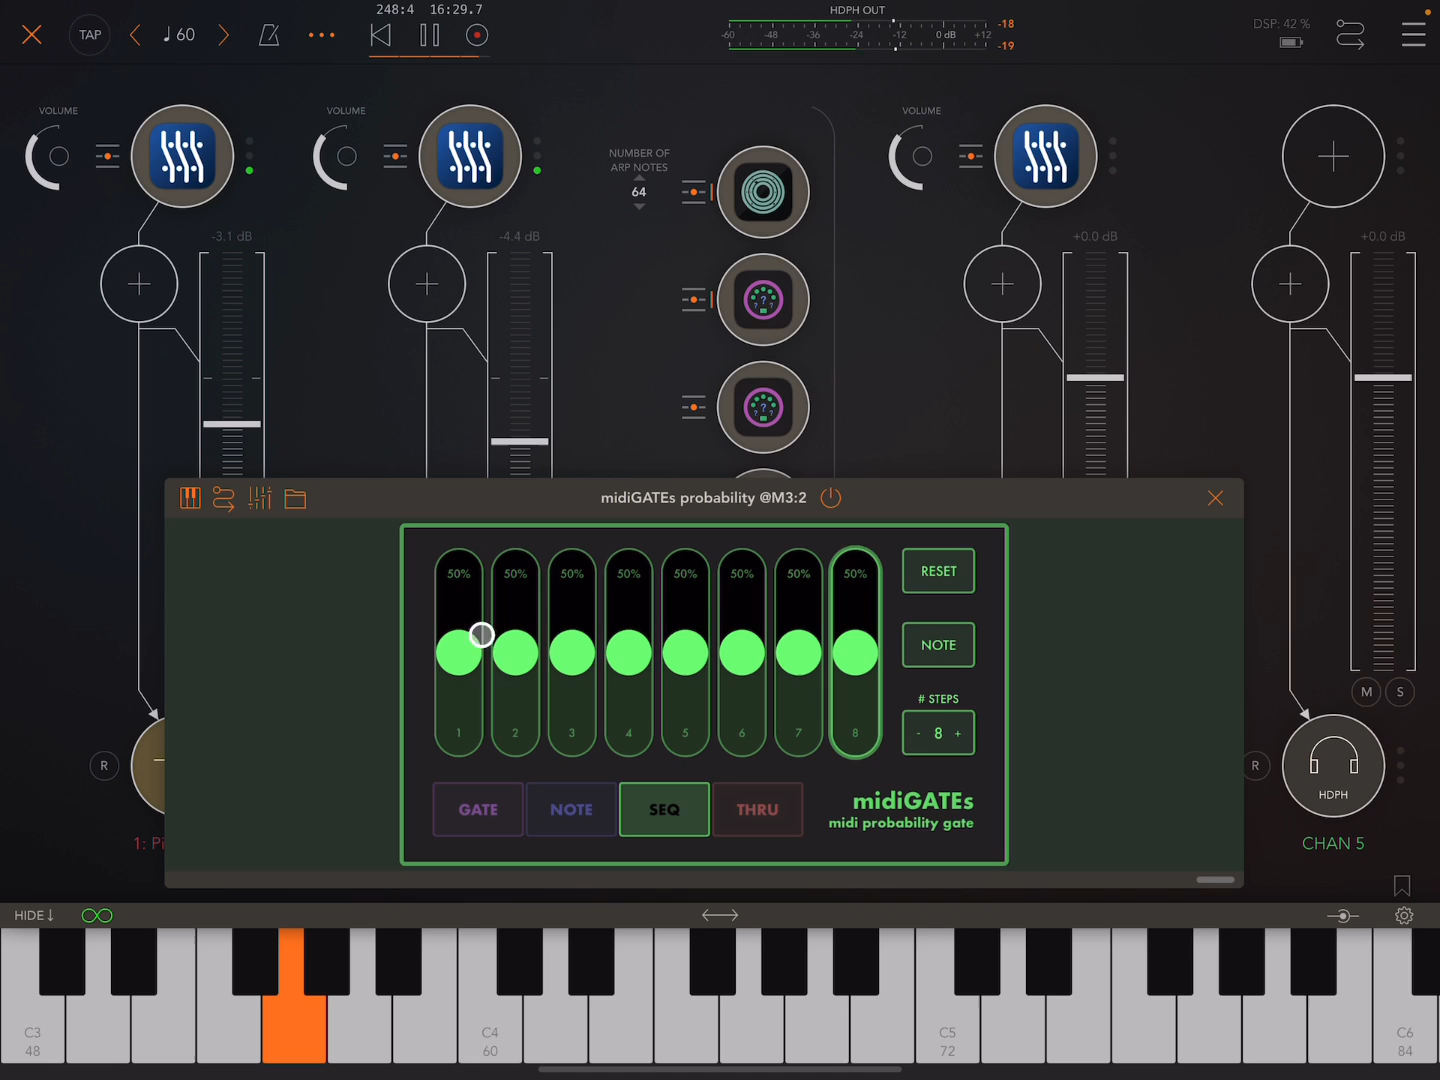 248:4 16:29.7
HDPH OUT
TAP
♩60
-60 -48 -36 -24 -12 0 dB +12
-18
-19
DSP: 42 %
VOLUME
VOLUME
NUMBER OF
ARP NOTES
64
VOLUME
-3.1 dB
-4.4 dB
+0.0 dB
+0.0 dB
midiGATEs probability @M3:2
50% 50% 50% 50% 50% 50% 50% 50%
RESET
NOTE
# STEPS
- 8 +
1 2 3 4 5 6 7 8
GATE NOTE SEQ THRU
midiGATEs
midi probability gate
M S
R
R
HDPH
1: Pi
CHAN 5
HIDE↓
C3
48
C4
60
C5
72
C6
84